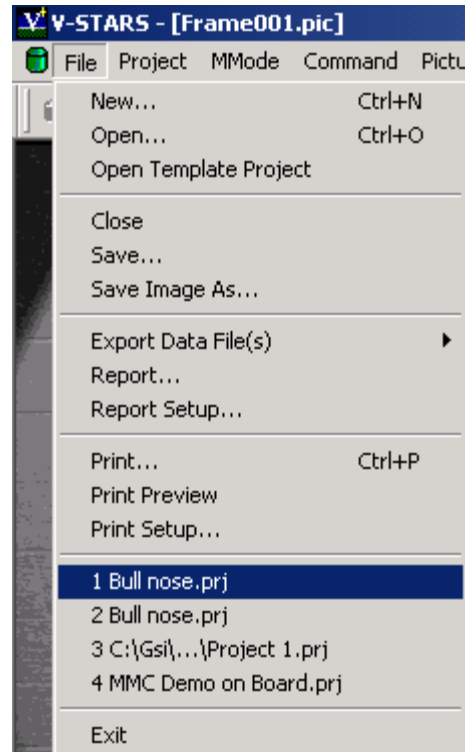 V-STARS - [Frame001.pic]
File Project MMode Command Pictu
New... Ctrl+N
Open... Ctrl+O
Open Template Project
Close
Save...
Save Image As...
Export Data File(s)
Report...
Report Setup...
Print... Ctrl+P
Print Preview
Print Setup...
1 Bull nose.prj
2 Bull nose.prj
3 C:\Gsi\...\Project 1.prj
4 MMC Demo on Board.prj
Exit